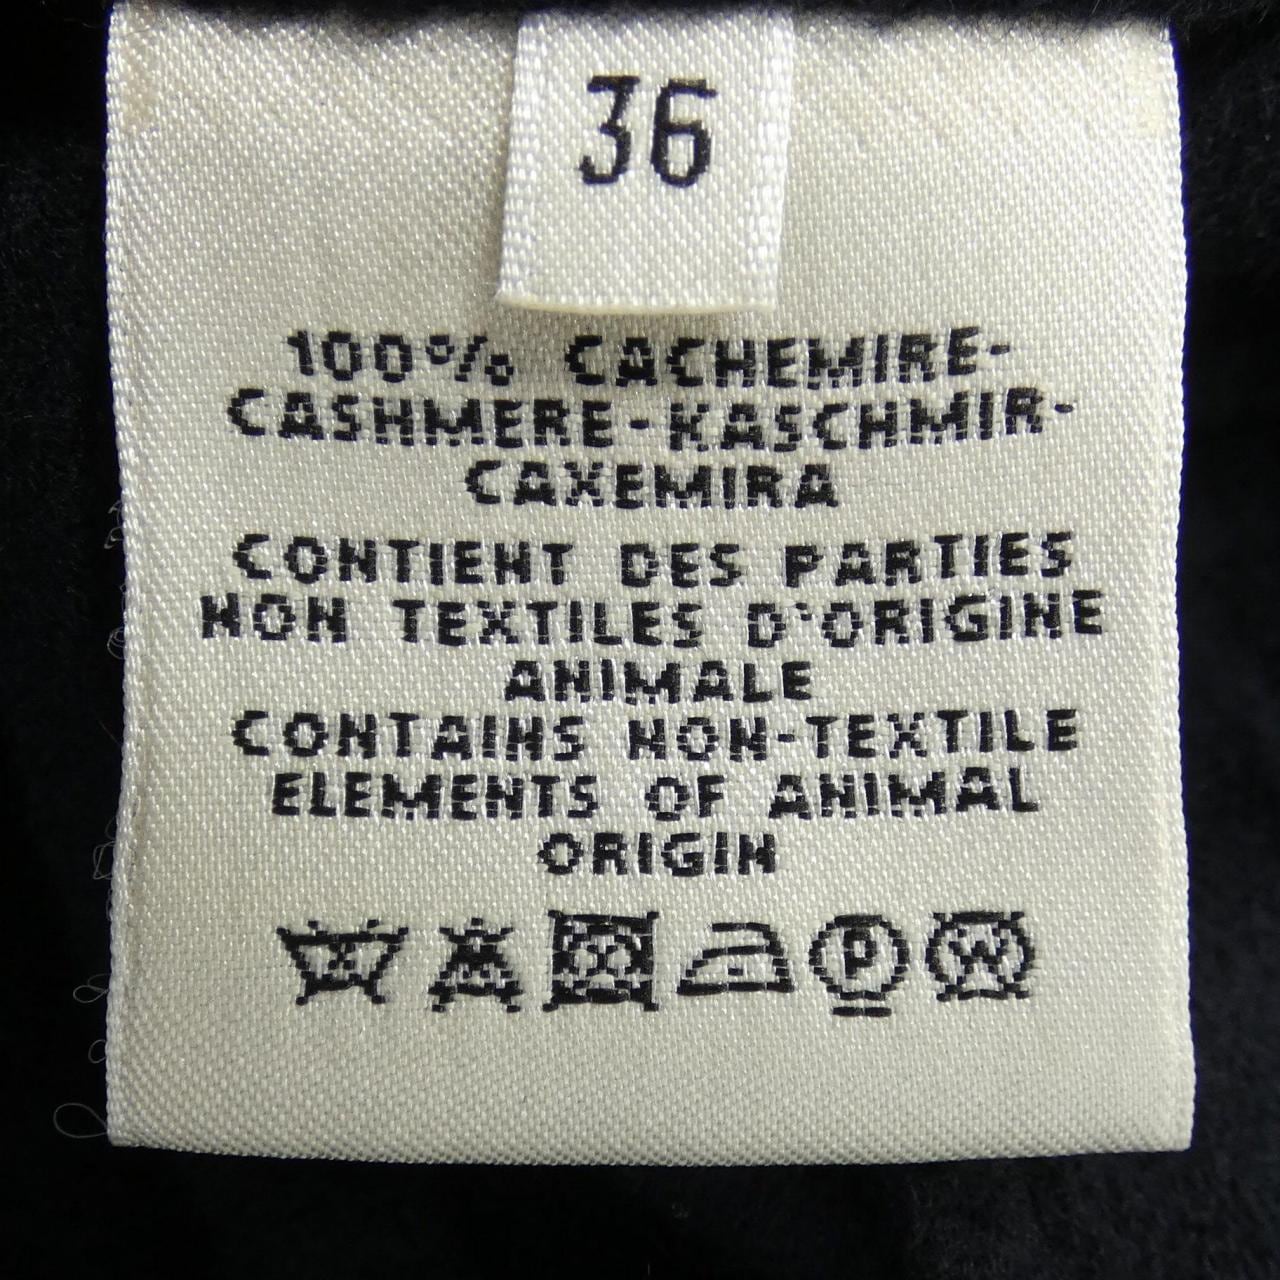 36
100% CACHEMIRE-
CASHMERE-KASCHMIR-
CAXEMIRA
CONTIENT DES PARTIES
NON TEXTILES D'ORIGINE
ANIMALE
CONTAINS NON-TEXTILE
ELEMENTS OF ANIMAL
ORIGIN
P W